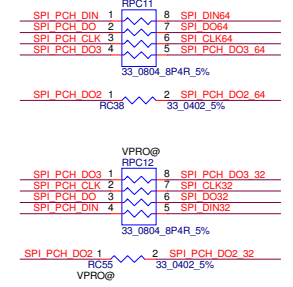 RPC11
SPI_PCH_DIN 1 8 SPI_DIN64
SPI_PCH_DO 2 7 SPI_DO64
SPI_PCH_CLK 3 6 SPI_CLK64
SPI_PCH_DO3 4 5 SPI_PCH_DO3_64
33_0804_8P4R_5%
SPI_PCH_DO2 1 2 SPI_PCH_DO2_64
RC38 33_0402_5%
VPRO@
RPC12
SPI_PCH_DO3 1 8 SPI_PCH_DO3_32
SPI_PCH_CLK 2 7 SPI_CLK32
SPI_PCH_DO 3 6 SPI_DO32
SPI_PCH_DIN 4 5 SPI_DIN32
33_0804_8P4R_5%
SPI_PCH_DO2 1 2 SPI_PCH_DO2_32
RC55 33_0402_5%
VPRO@